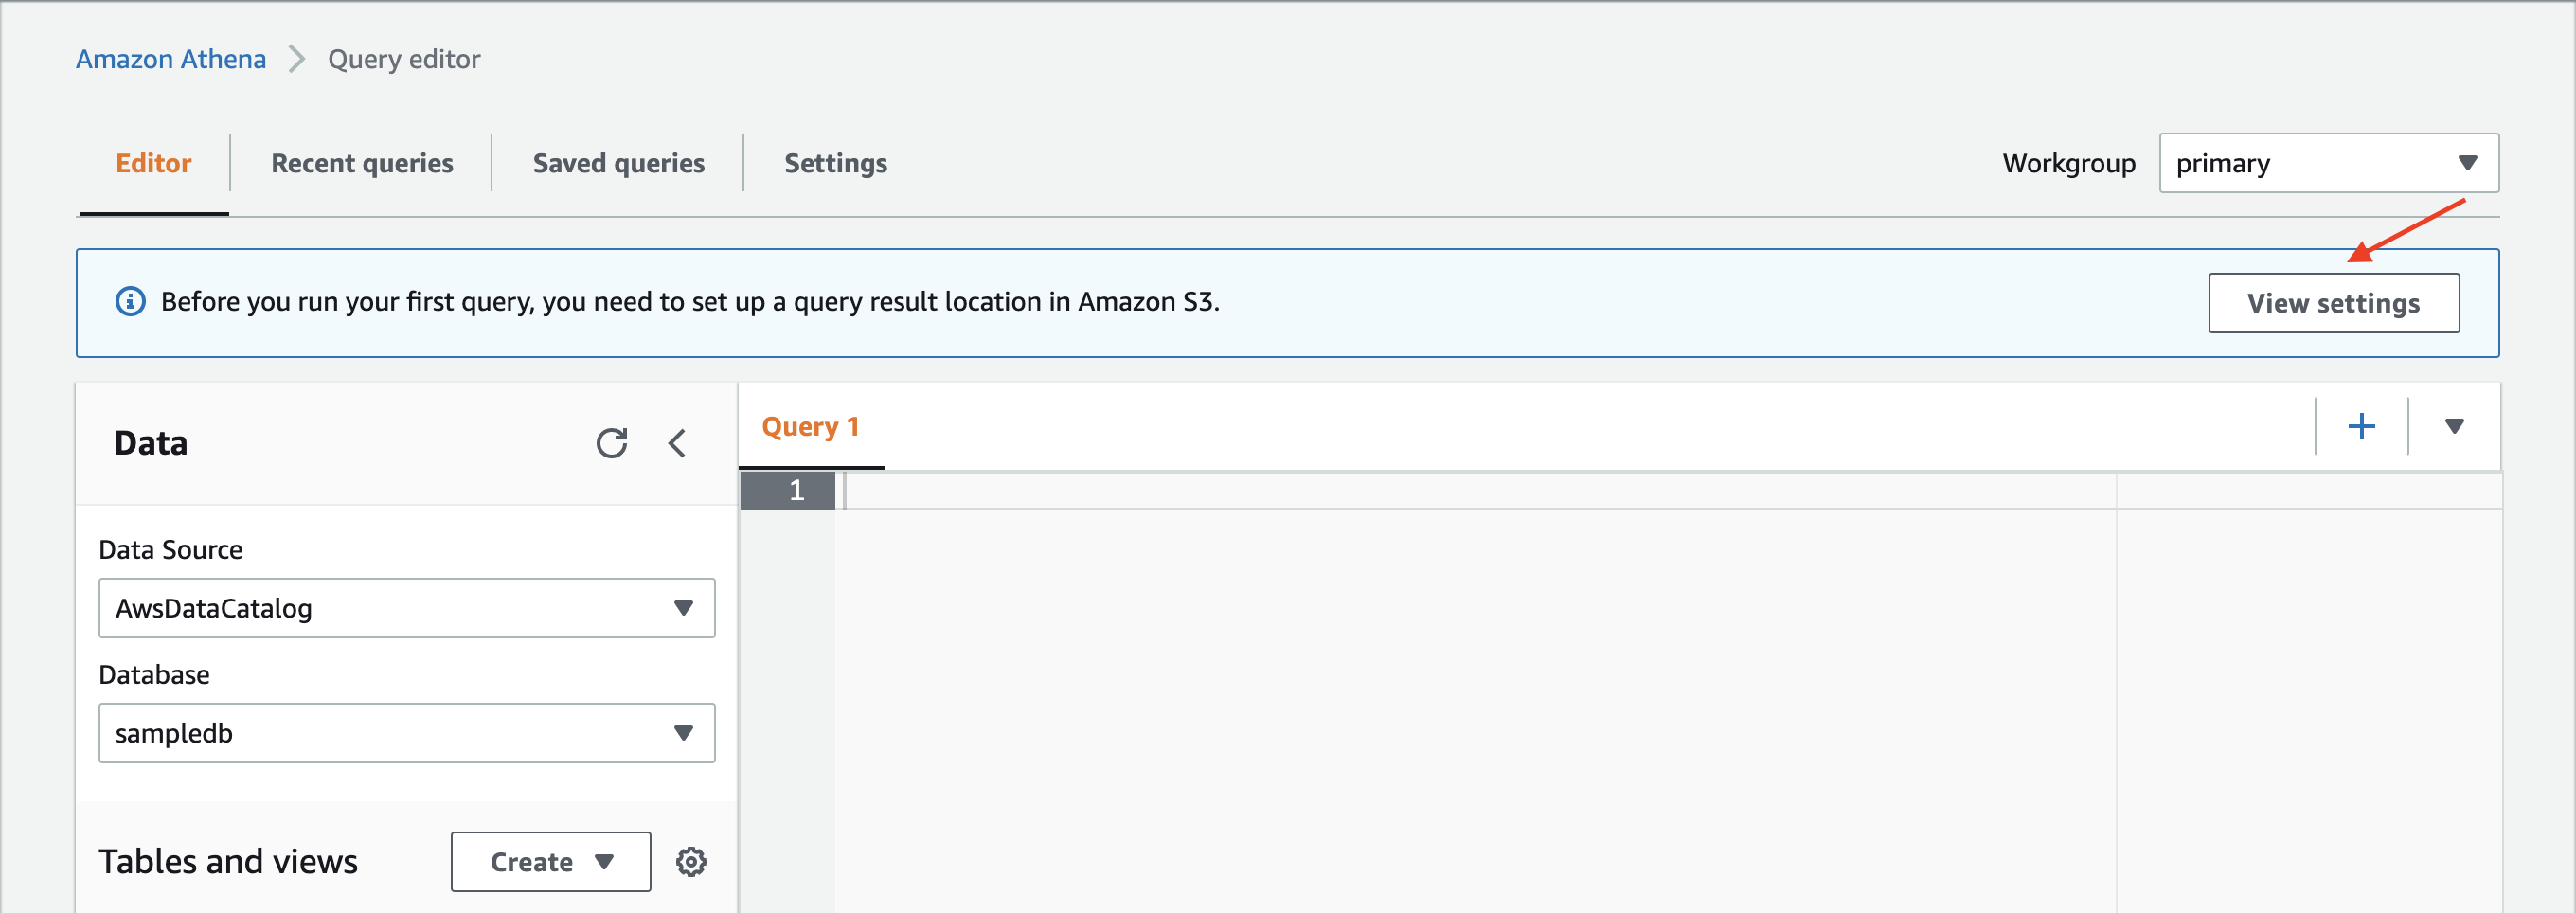 Amazon Athena > Query editor
Editor Recent queries Saved queries Settings Workgroup primary
Before you run your first query, you need to set up a query result location in Amazon S3. View settings
Data
Query 1
1
Data Source
AwsDataCatalog
Database
sampledb
Tables and views Create